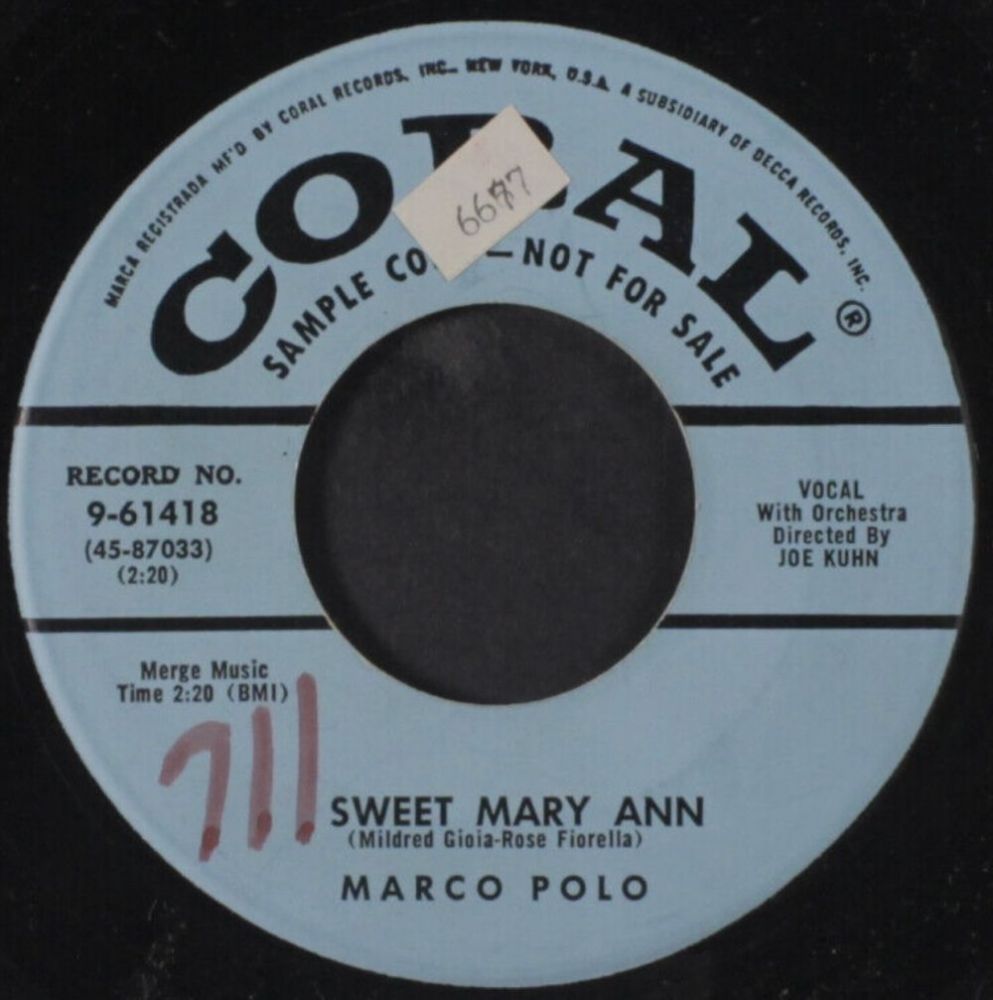 MARCA REGISTRADA MF'D BY CORAL RECORDS, INC., NEW YORK, U.S.A. A SUBSIDIARY OF DECCA RECORDS, INC.
CORAL ®
6677
SAMPLE CO — NOT FOR SALE
RECORD NO.
9-61418
(45-87033)
(2:20)
VOCAL
With Orchestra
Directed By
JOE KUHN
Merge Music
Time 2:20 (BMI)
711
SWEET MARY ANN
(Mildred Gioia-Rose Fiorella)
MARCO POLO